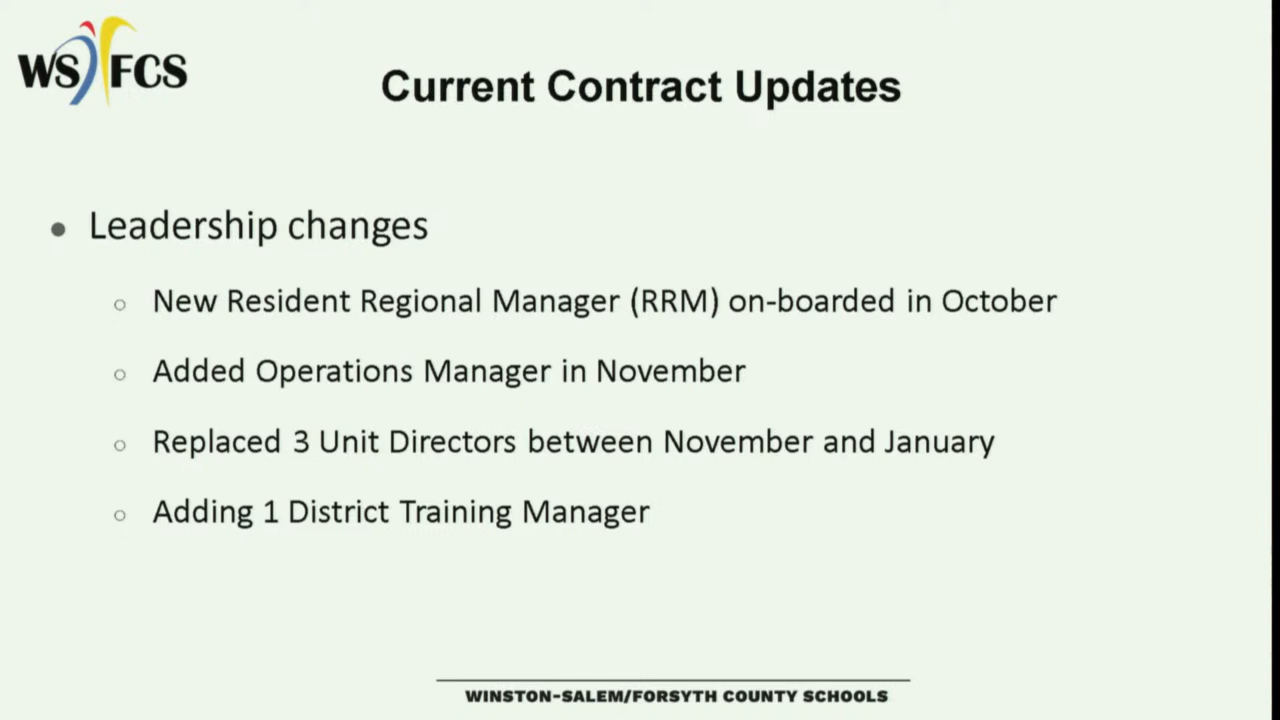 WS/FCS
Current Contract Updates
● Leadership changes
○ New Resident Regional Manager (RRM) on-boarded in October
○ Added Operations Manager in November
○ Replaced 3 Unit Directors between November and January
○ Adding 1 District Training Manager
WINSTON-SALEM/FORSYTH COUNTY SCHOOLS